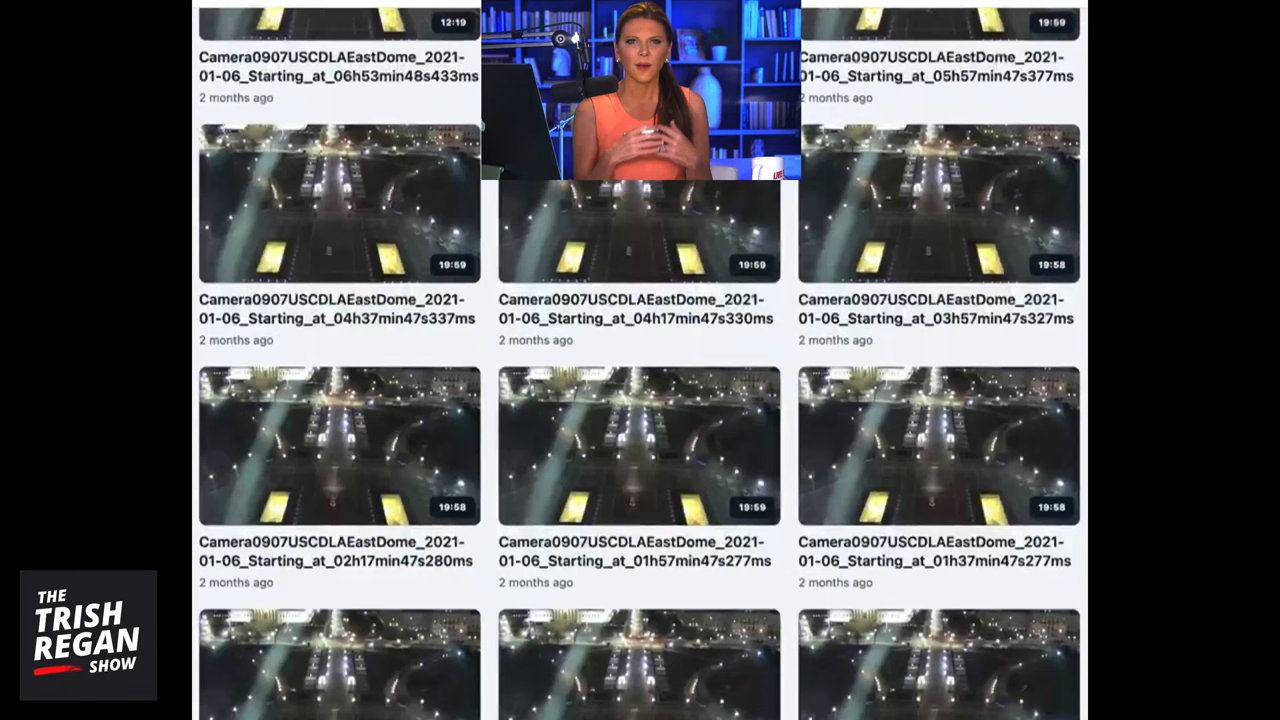 12:19
19:59
Camera0907USCDLAEastDome_2021-
01-06_Starting_at_06h53min48s433ms
2 months ago
Camera0907USCDLAEastDome_2021-
01-06_Starting_at_05h57min47s377ms
2 months ago
LIVE
19:59
19:59
19:58
Camera0907USCDLAEastDome_2021-
01-06_Starting_at_04h37min47s337ms
2 months ago
Camera0907USCDLAEastDome_2021-
01-06_Starting_at_04h17min47s330ms
2 months ago
Camera0907USCDLAEastDome_2021-
01-06_Starting_at_03h57min47s327ms
2 months ago
19:58
19:59
19:58
Camera0907USCDLAEastDome_2021-
01-06_Starting_at_02h17min47s280ms
2 months ago
Camera0907USCDLAEastDome_2021-
01-06_Starting_at_01h57min47s277ms
2 months ago
Camera0907USCDLAEastDome_2021-
01-06_Starting_at_01h37min47s277ms
2 months ago
THE
TRISH
REGAN
SHOW